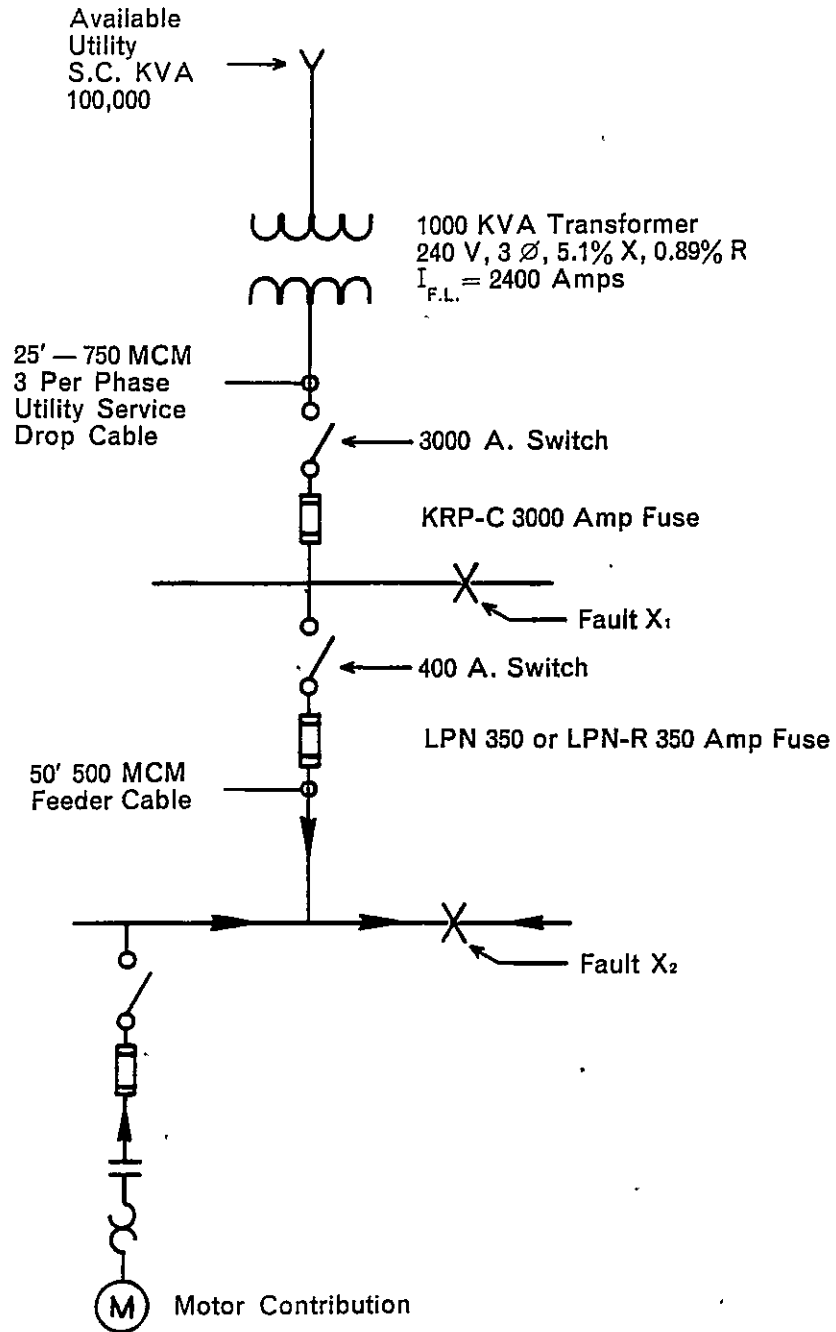 Available
Utility
S.C. KVA
100,000
1000 KVA Transformer
240 V, 3 Ø, 5.1% X, 0.89% R
I F.L. = 2400 Amps
25' — 750 MCM
3 Per Phase
Utility Service
Drop Cable
3000 A. Switch
KRP-C 3000 Amp Fuse
Fault X₁
400 A. Switch
LPN 350 or LPN-R 350 Amp Fuse
50' 500 MCM
Feeder Cable
Fault X₂
M Motor Contribution